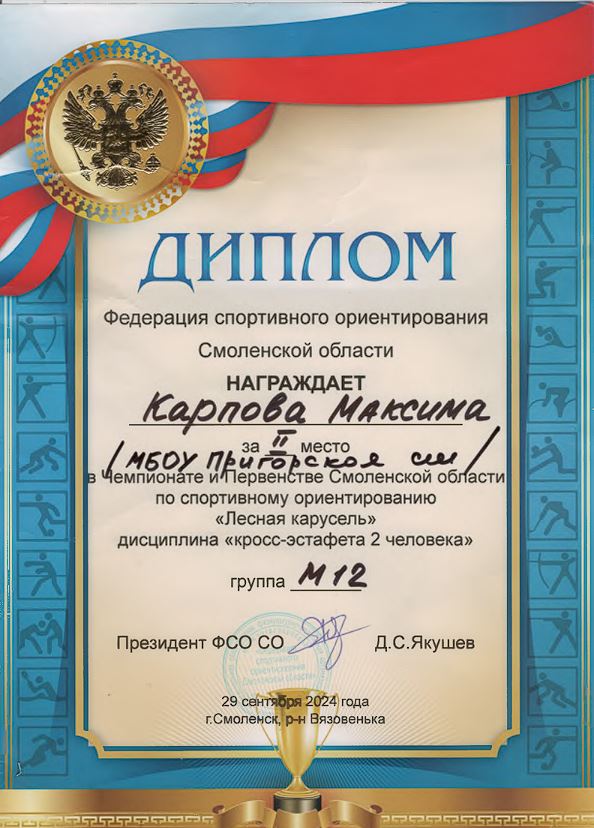 ДИПЛОМ
Федерация спортивного ориентирования
Смоленской области
НАГРАЖДАЕТ
Карпова Максима
за II место
/МБОУ Пригорская сш/
в Чемпионате и Первенстве Смоленской области
по спортивному ориентированию
«Лесная карусель»
дисциплина «кросс-эстафета 2 человека»
группа М12
Президент ФСО СО Д.С.Якушев
29 сентября 2024 года
г.Смоленск, р-н Вязовенька